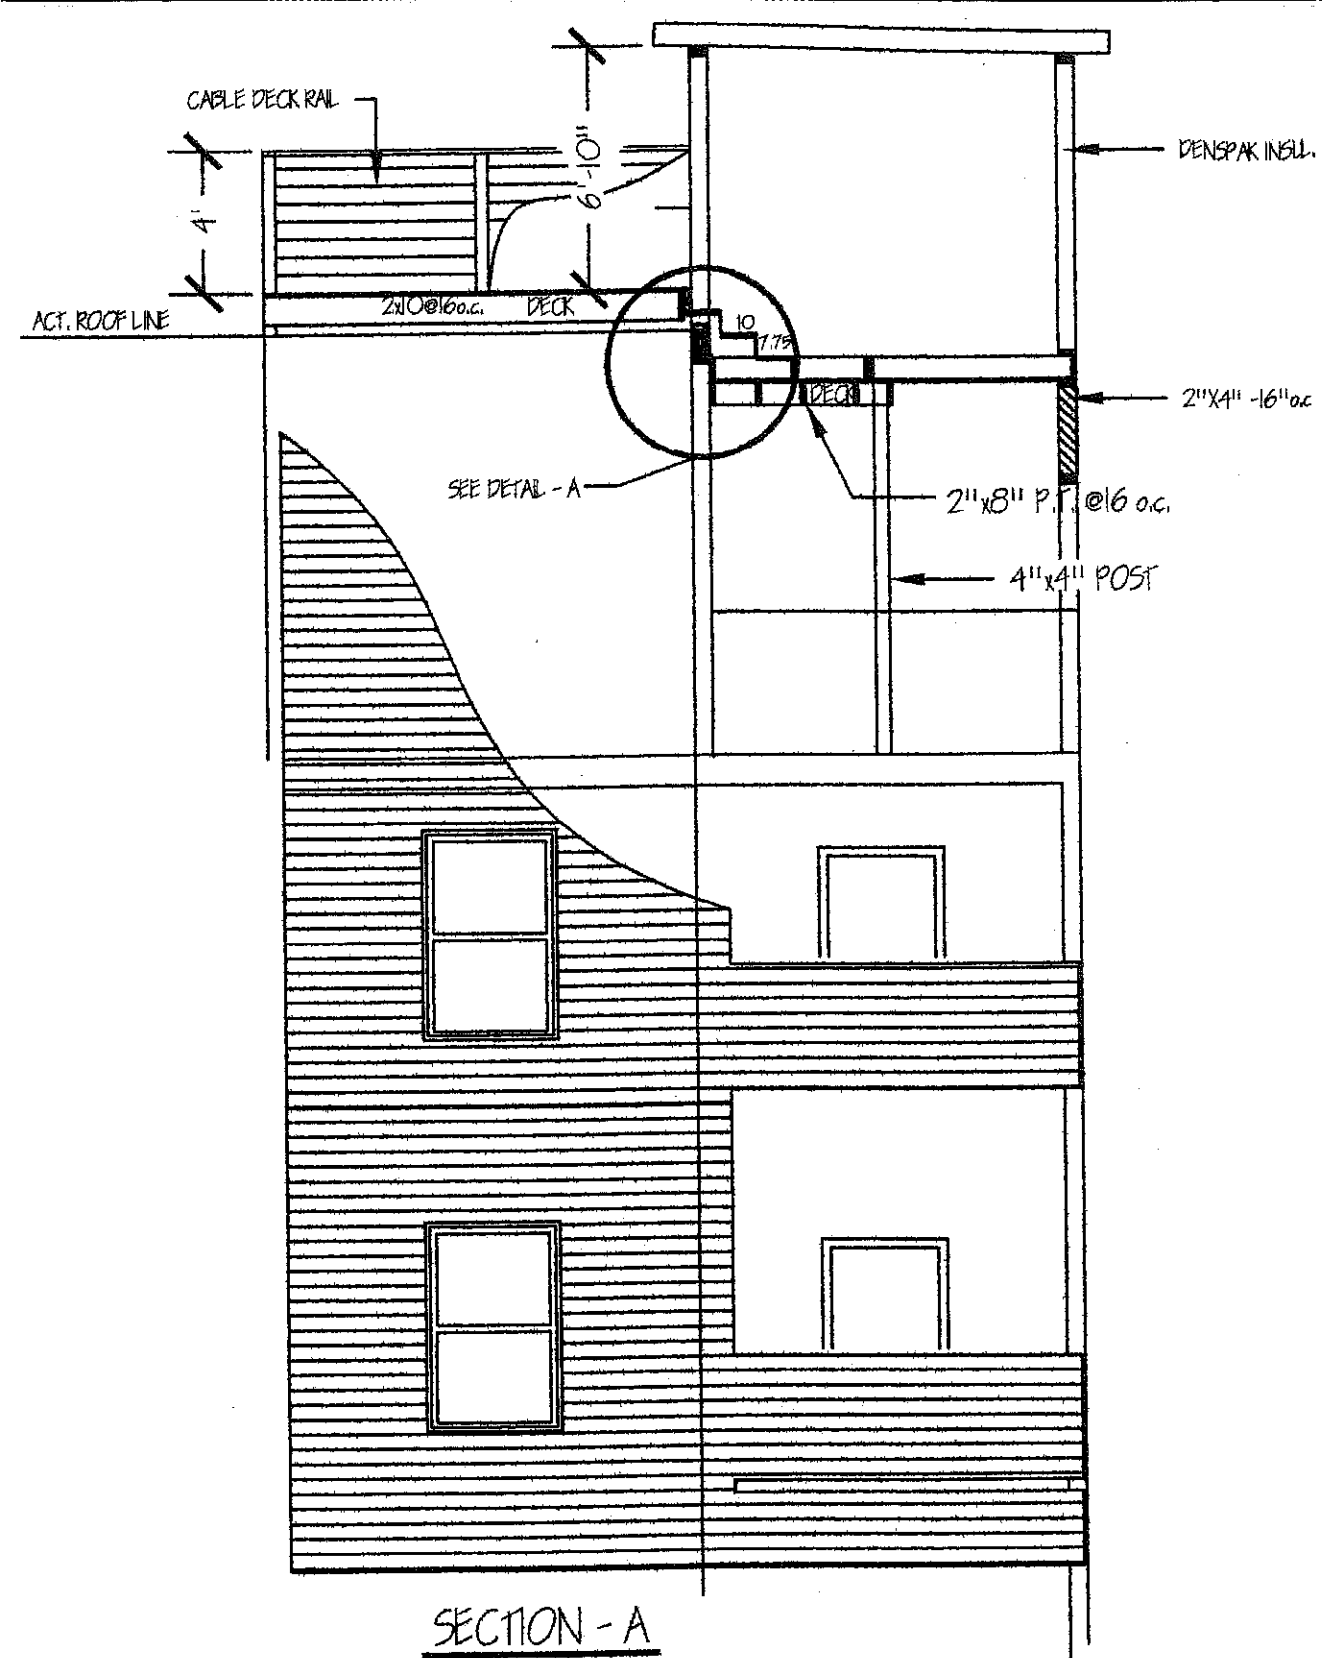 CABLE DECK RAIL
6'-10"
DENSPAK INSUL.
4'
2x10@16o.c. DECK
ACT. ROOF LINE
10
7.75
DECK
2"X4" -16"o.c
SEE DETAIL - A
2"x8" P.T. @16 o.c.
4"x4" POST
SECTION - A